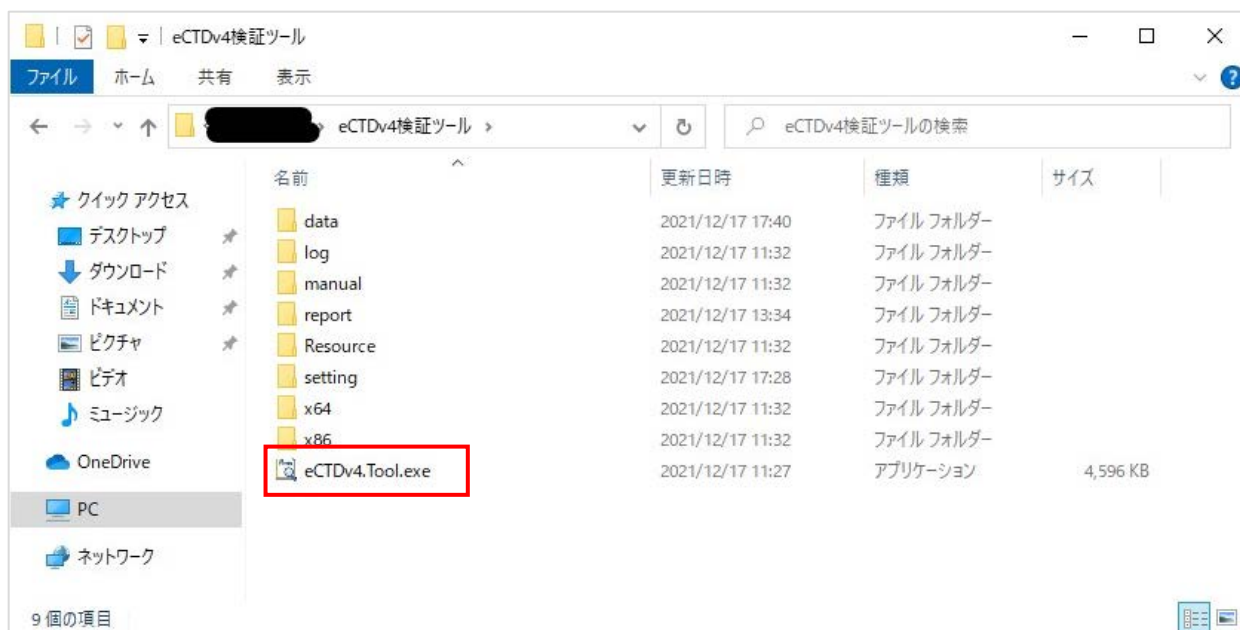 eCTDv4検証ツール
ファイル ホーム 共有 表示
eCTDv4検証ツール
eCTDv4検証ツールの検索
名前 更新日時 種類 サイズ
クイック アクセス
デスクトップ
ダウンロード
ドキュメント
ピクチャ
ビデオ
ミュージック
OneDrive
PC
ネットワーク
data 2021/12/17 17:40 ファイル フォルダー
log 2021/12/17 11:32 ファイル フォルダー
manual 2021/12/17 11:32 ファイル フォルダー
report 2021/12/17 13:34 ファイル フォルダー
Resource 2021/12/17 11:32 ファイル フォルダー
setting 2021/12/17 17:28 ファイル フォルダー
x64 2021/12/17 11:32 ファイル フォルダー
x86 2021/12/17 11:32 ファイル フォルダー
eCTDv4.Tool.exe 2021/12/17 11:27 アプリケーション 4,596 KB
9 個の項目